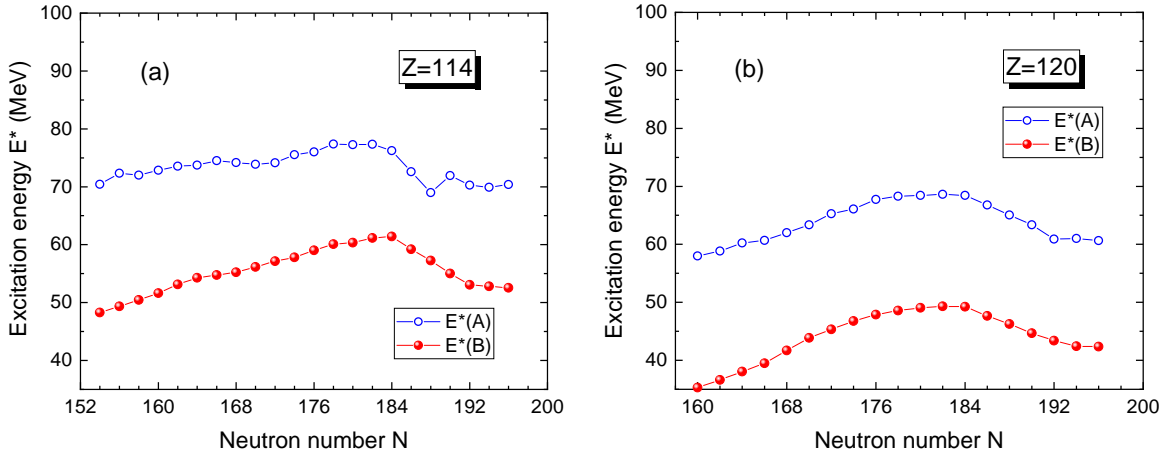 (a)
Z=114
E*(A)
E*(B)
Excitation energy E* (MeV)
100
90
80
70
60
50
40
152
160
168
176
184
192
200
Neutron number N
(b)
Z=120
E*(A)
E*(B)
Excitation energy E* (MeV)
100
90
80
70
60
50
40
160
168
176
184
192
200
Neutron number N